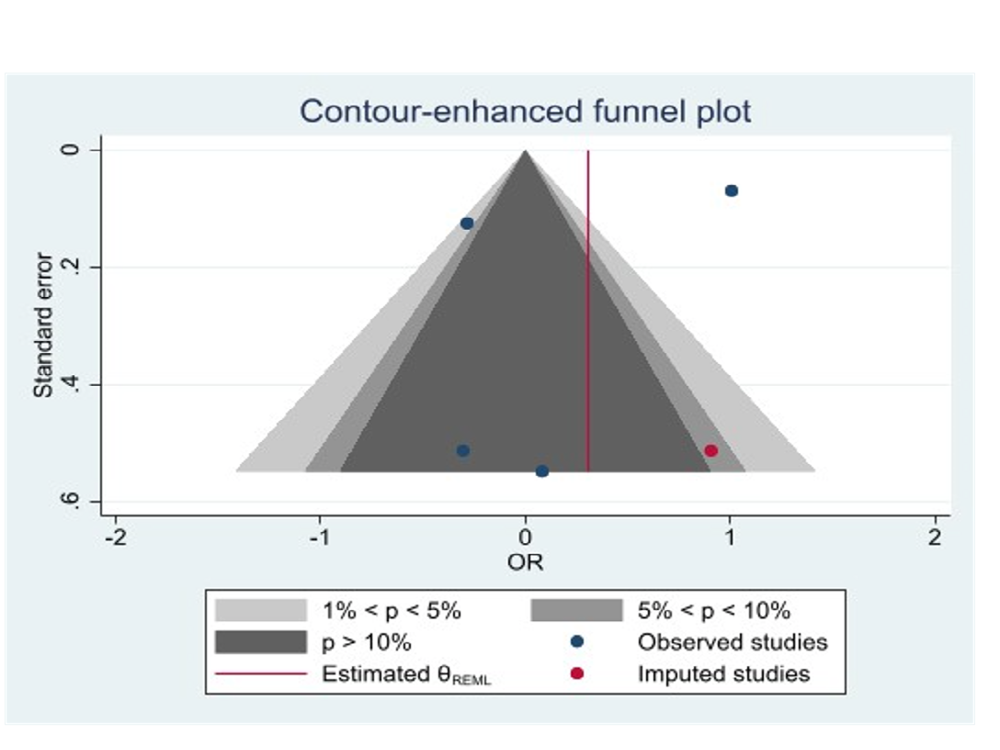 Contour-enhanced funnel plot
Standard error
0
.2
.4
.6
-2 -1 0 1 2
OR
1% < p < 5% 5% < p < 10%
p > 10% Observed studies
Estimated θREML Imputed studies